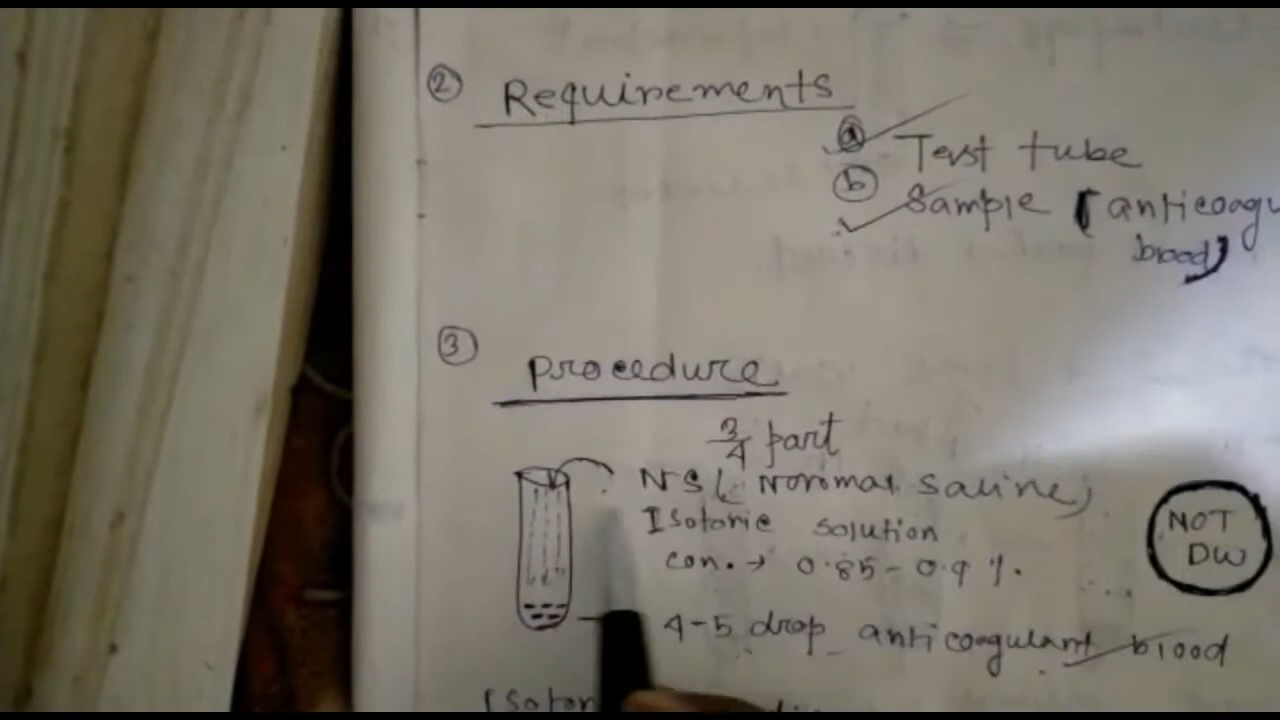 ② Requirements
ⓐ Test tube
ⓑ Sample (anticoagu
blood)
③ Procedure
3/4 part
NS (Normal Saline)
Isotonic solution
con. → 0.85 - 0.9 %.
NOT
DW
4-5 drop anticoagulant blood
Isoton